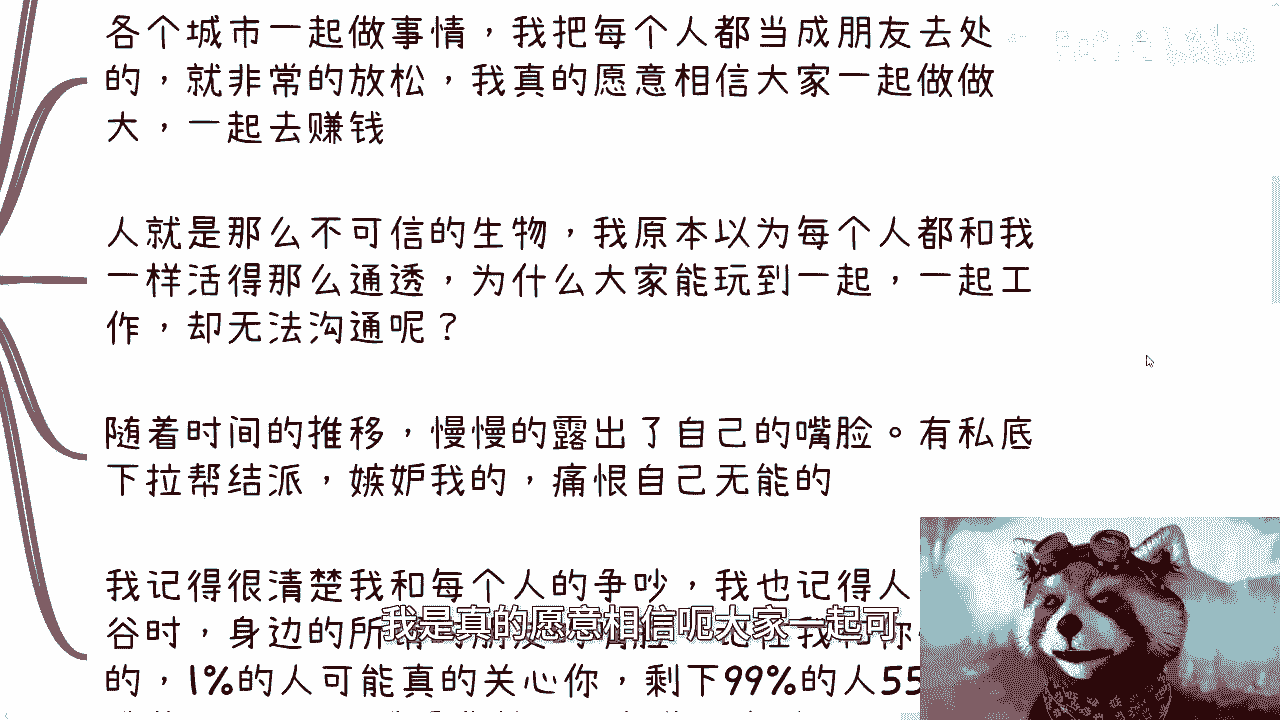 各个城市一起做事情，我把每个人都当成朋友去处
的，就非常的放松，我真的愿意相信大家一起做做
大，一起去赚钱
人就是那么不可信的生物，我原本以为每个人都和我
一样活得那么通透，为什么大家能玩到一起，一起工
作，却无法沟通呢？
随着时间的推移，慢慢的露出了自己的嘴脸。有私底
下拉帮结派，嫉妒我的，痛恨自己无能的
我记得很清楚我和每个人的争吵，我也记得人
谷时，身边的所
我是真的愿意相信呃大家一起可
的，1%的人可能真的关心你，剩下99%的人55